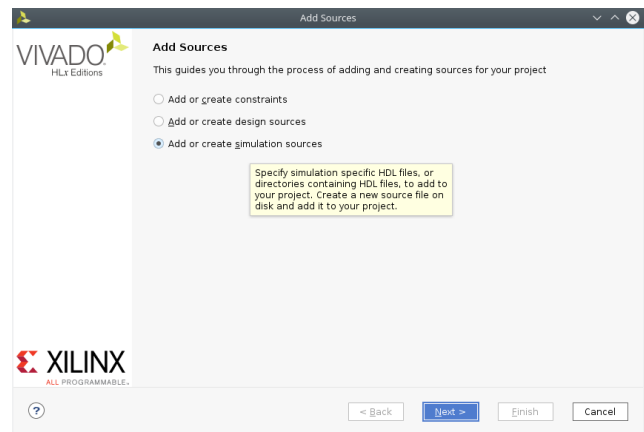 Add Sources
VIVADO
HLx Editions
Add Sources
This guides you through the process of adding and creating sources for your project
Add or create constraints
Add or create design sources
Add or create simulation sources
Specify simulation specific HDL files, or
directories containing HDL files, to add to
your project. Create a new source file on
disk and add it to your project.
XILINX
ALL PROGRAMMABLE™
?
< Back
Next >
Finish
Cancel